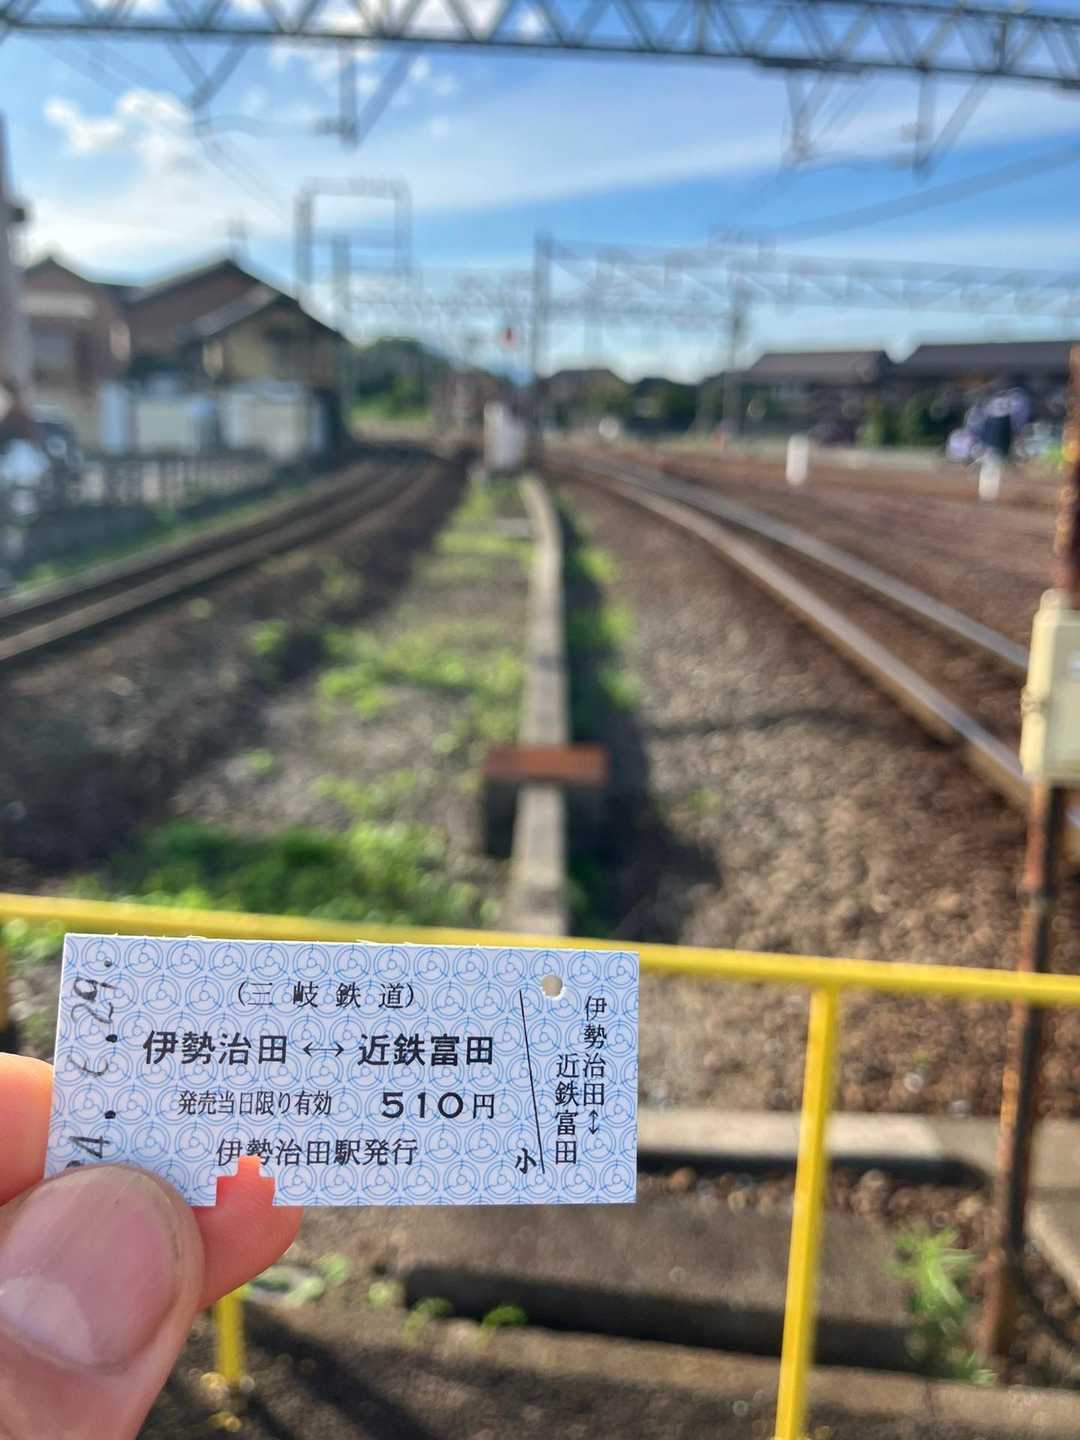 (三岐鉄道)
伊勢治田↔近鉄富田
発売当日限り有効 510円
伊勢治田駅発行
小
伊勢治田↔
近鉄富田